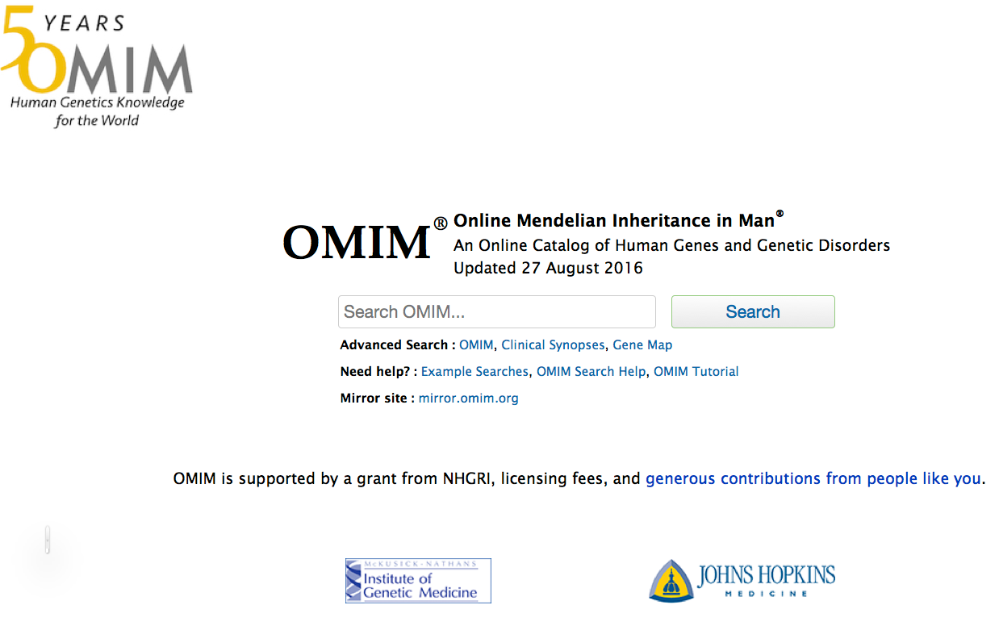 50 YEARS
OMIM
Human Genetics Knowledge
for the World
OMIM® Online Mendelian Inheritance in Man®
An Online Catalog of Human Genes and Genetic Disorders
Updated 27 August 2016
Search OMIM... Search
Advanced Search : OMIM, Clinical Synopses, Gene Map
Need help? : Example Searches, OMIM Search Help, OMIM Tutorial
Mirror site : mirror.omim.org
OMIM is supported by a grant from NHGRI, licensing fees, and generous contributions from people like you.
McKUSICK-NATHANS
Institute of
Genetic Medicine
JOHNS HOPKINS
MEDICINE